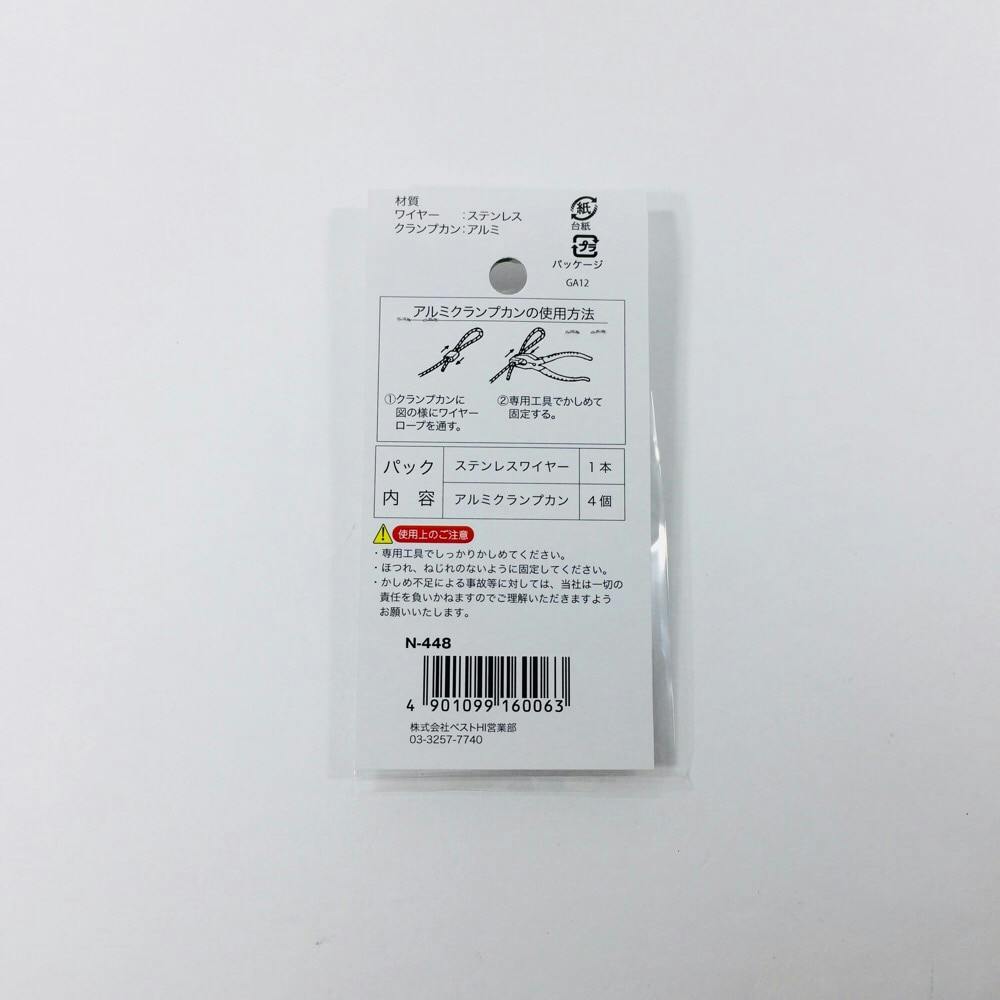 材質
ワイヤー　：ステンレス
クランプカン：アルミ
紙
台紙
プラ
パッケージ
GA12
アルミクランプカンの使用方法
①クランプカンに
図の様にワイヤー
ロープを通す。
②専用工具でかしめて
固定する。
パック
内　容
ステンレスワイヤー　1本
アルミクランプカン　4個
使用上のご注意
・専用工具でしっかりかしめてください。
・ほつれ、ねじれのないように固定してください。
・かしめ不足による事故等に対しては、当社は一切の
責任を負いかねますのでご理解いただきますよう
お願いいたします。
N-448
4 901099 160063
株式会社ベストHI営業部
03-3257-7740